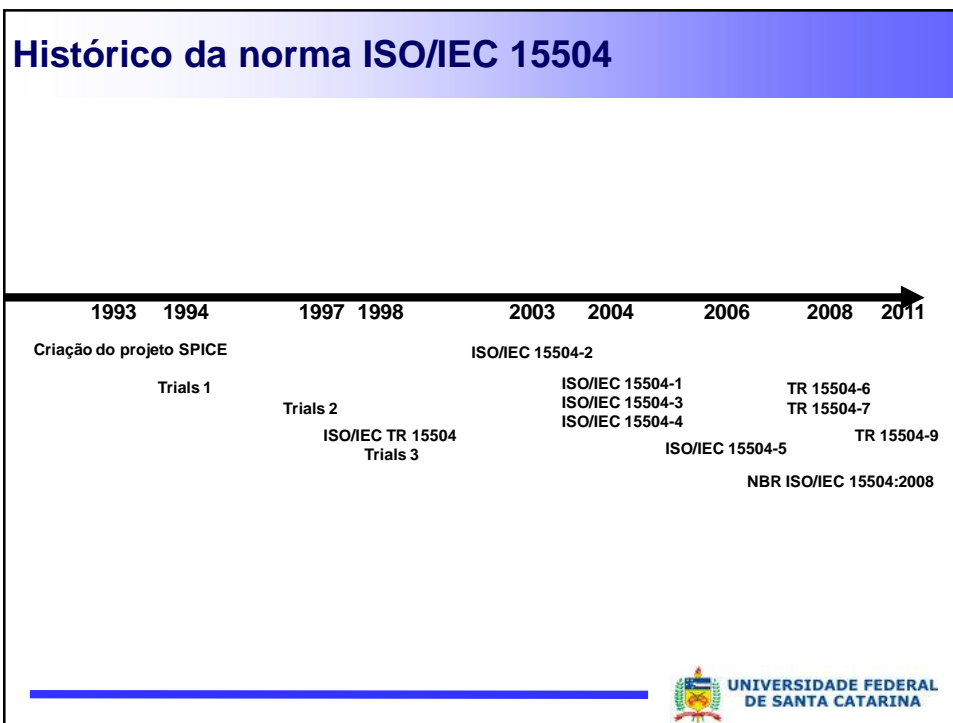 Histórico da norma ISO/IEC 15504
1993 1994 1997 1998 2003 2004 2006 2008 2011
Criação do projeto SPICE
ISO/IEC 15504-2
Trials 1
ISO/IEC 15504-1
TR 15504-6
Trials 2
ISO/IEC 15504-3
TR 15504-7
ISO/IEC 15504-4
ISO/IEC TR 15504
TR 15504-9
Trials 3
ISO/IEC 15504-5
NBR ISO/IEC 15504:2008
UNIVERSIDADE FEDERAL
DE SANTA CATARINA